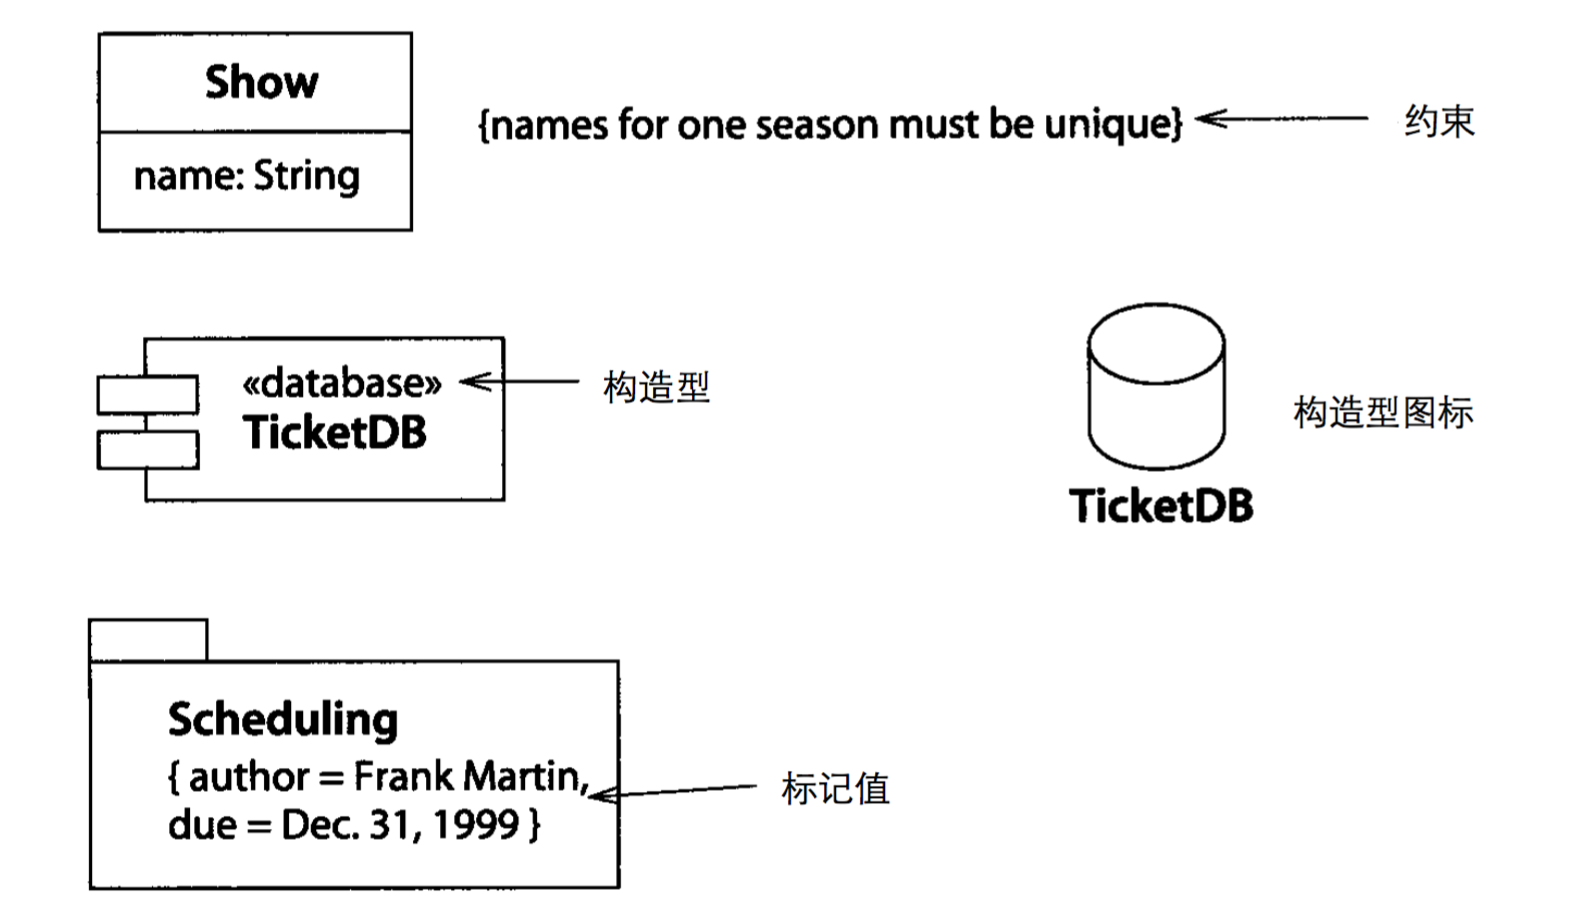 Show
name: String
{names for one season must be unique}
约束
«database»
TicketDB
构造型
构造型图标
TicketDB
Scheduling
{ author = Frank Martin,
due = Dec. 31, 1999 }
标记值